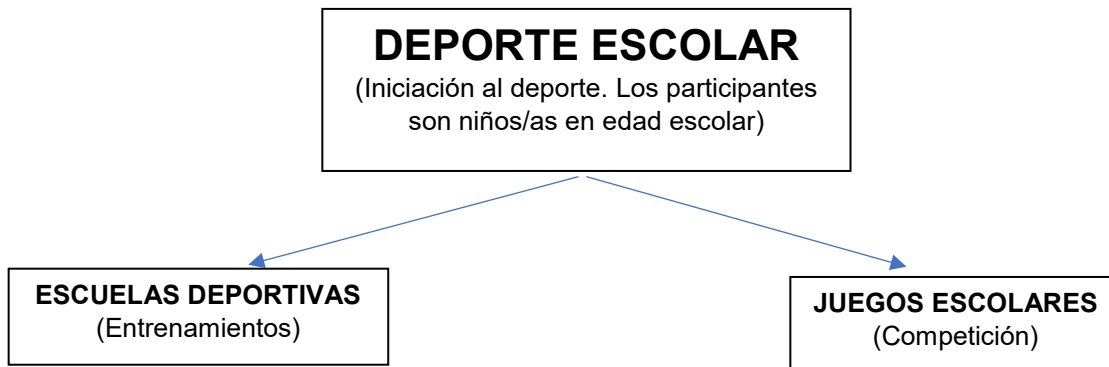 DEPORTE ESCOLAR
(Iniciación al deporte. Los participantes
son niños/as en edad escolar)
ESCUELAS DEPORTIVAS
(Entrenamientos)
JUEGOS ESCOLARES
(Competición)